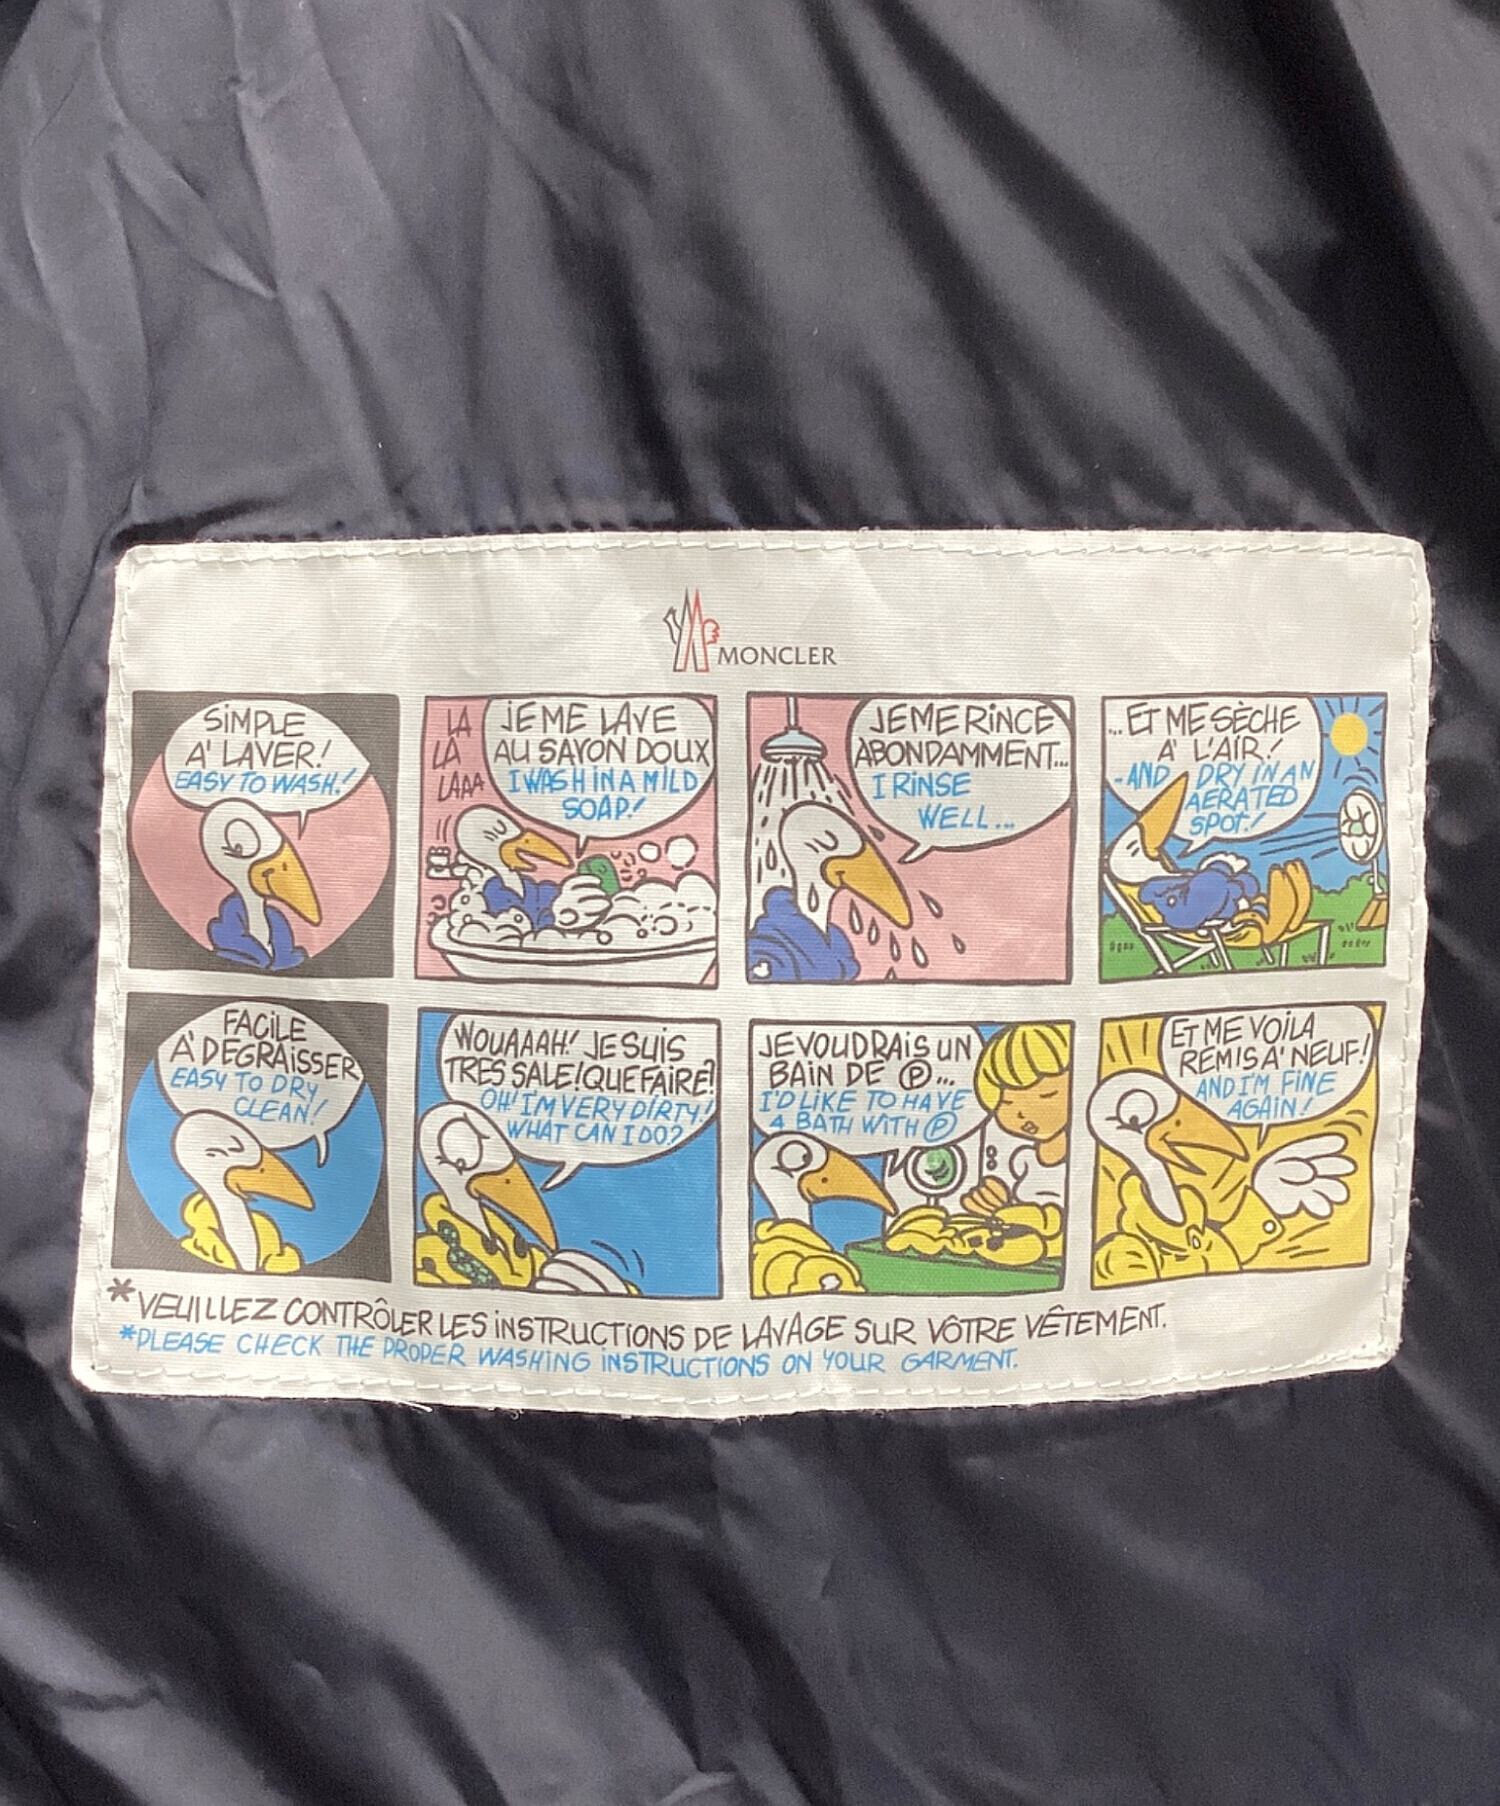 MONCLER
SiMPLE
A' LAVER!
EASY TO WASH!
LA
LA
LAAA
JE ME LAVE
AU SAVON DOUX
I WASH iN A MiLD
SOAP!
JE ME RiNCE
ABONDAMMENT...
I RiNSE
WELL...
... ET ME SÈCHE
A' L'AiR!
-AND DRY iN AN
AERATED
SPOT!
FACiLE
A' DEGRAiSSER
EASY TO DRY
CLEAN!
WOUAAAH! JE SUiS
TRES SALE! QUE FAiRE?
OH! I'M VERY DiRTY!
WHAT CAN I DO?
JE VOUDRAiS UN
BAiN DE Ⓟ...
I'D LiKE TO HAVE
A BATH WiTH Ⓟ
ET ME VOiLA
REMiS A' NEUF!
AND I'M FiNE
AGAiN!
*VEUiLLEZ CONTRÔLER LES iNSTRUCTiONS DE LAVAGE SUR VÔTRE VÊTEMENT.
*PLEASE CHECK THE PROPER WASHiNG iNSTRUCTiONS ON YOUR GARMENT.